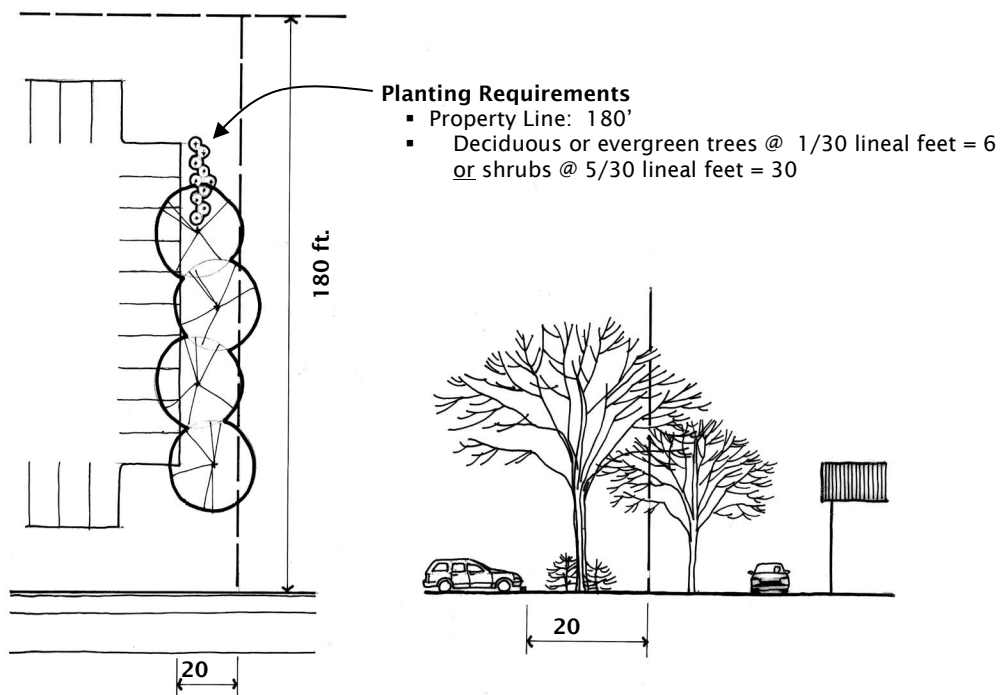 Planting Requirements
▪ Property Line: 180’
▪ Deciduous or evergreen trees @ 1/30 lineal feet = 6
or shrubs @ 5/30 lineal feet = 30
180 ft.
20
20